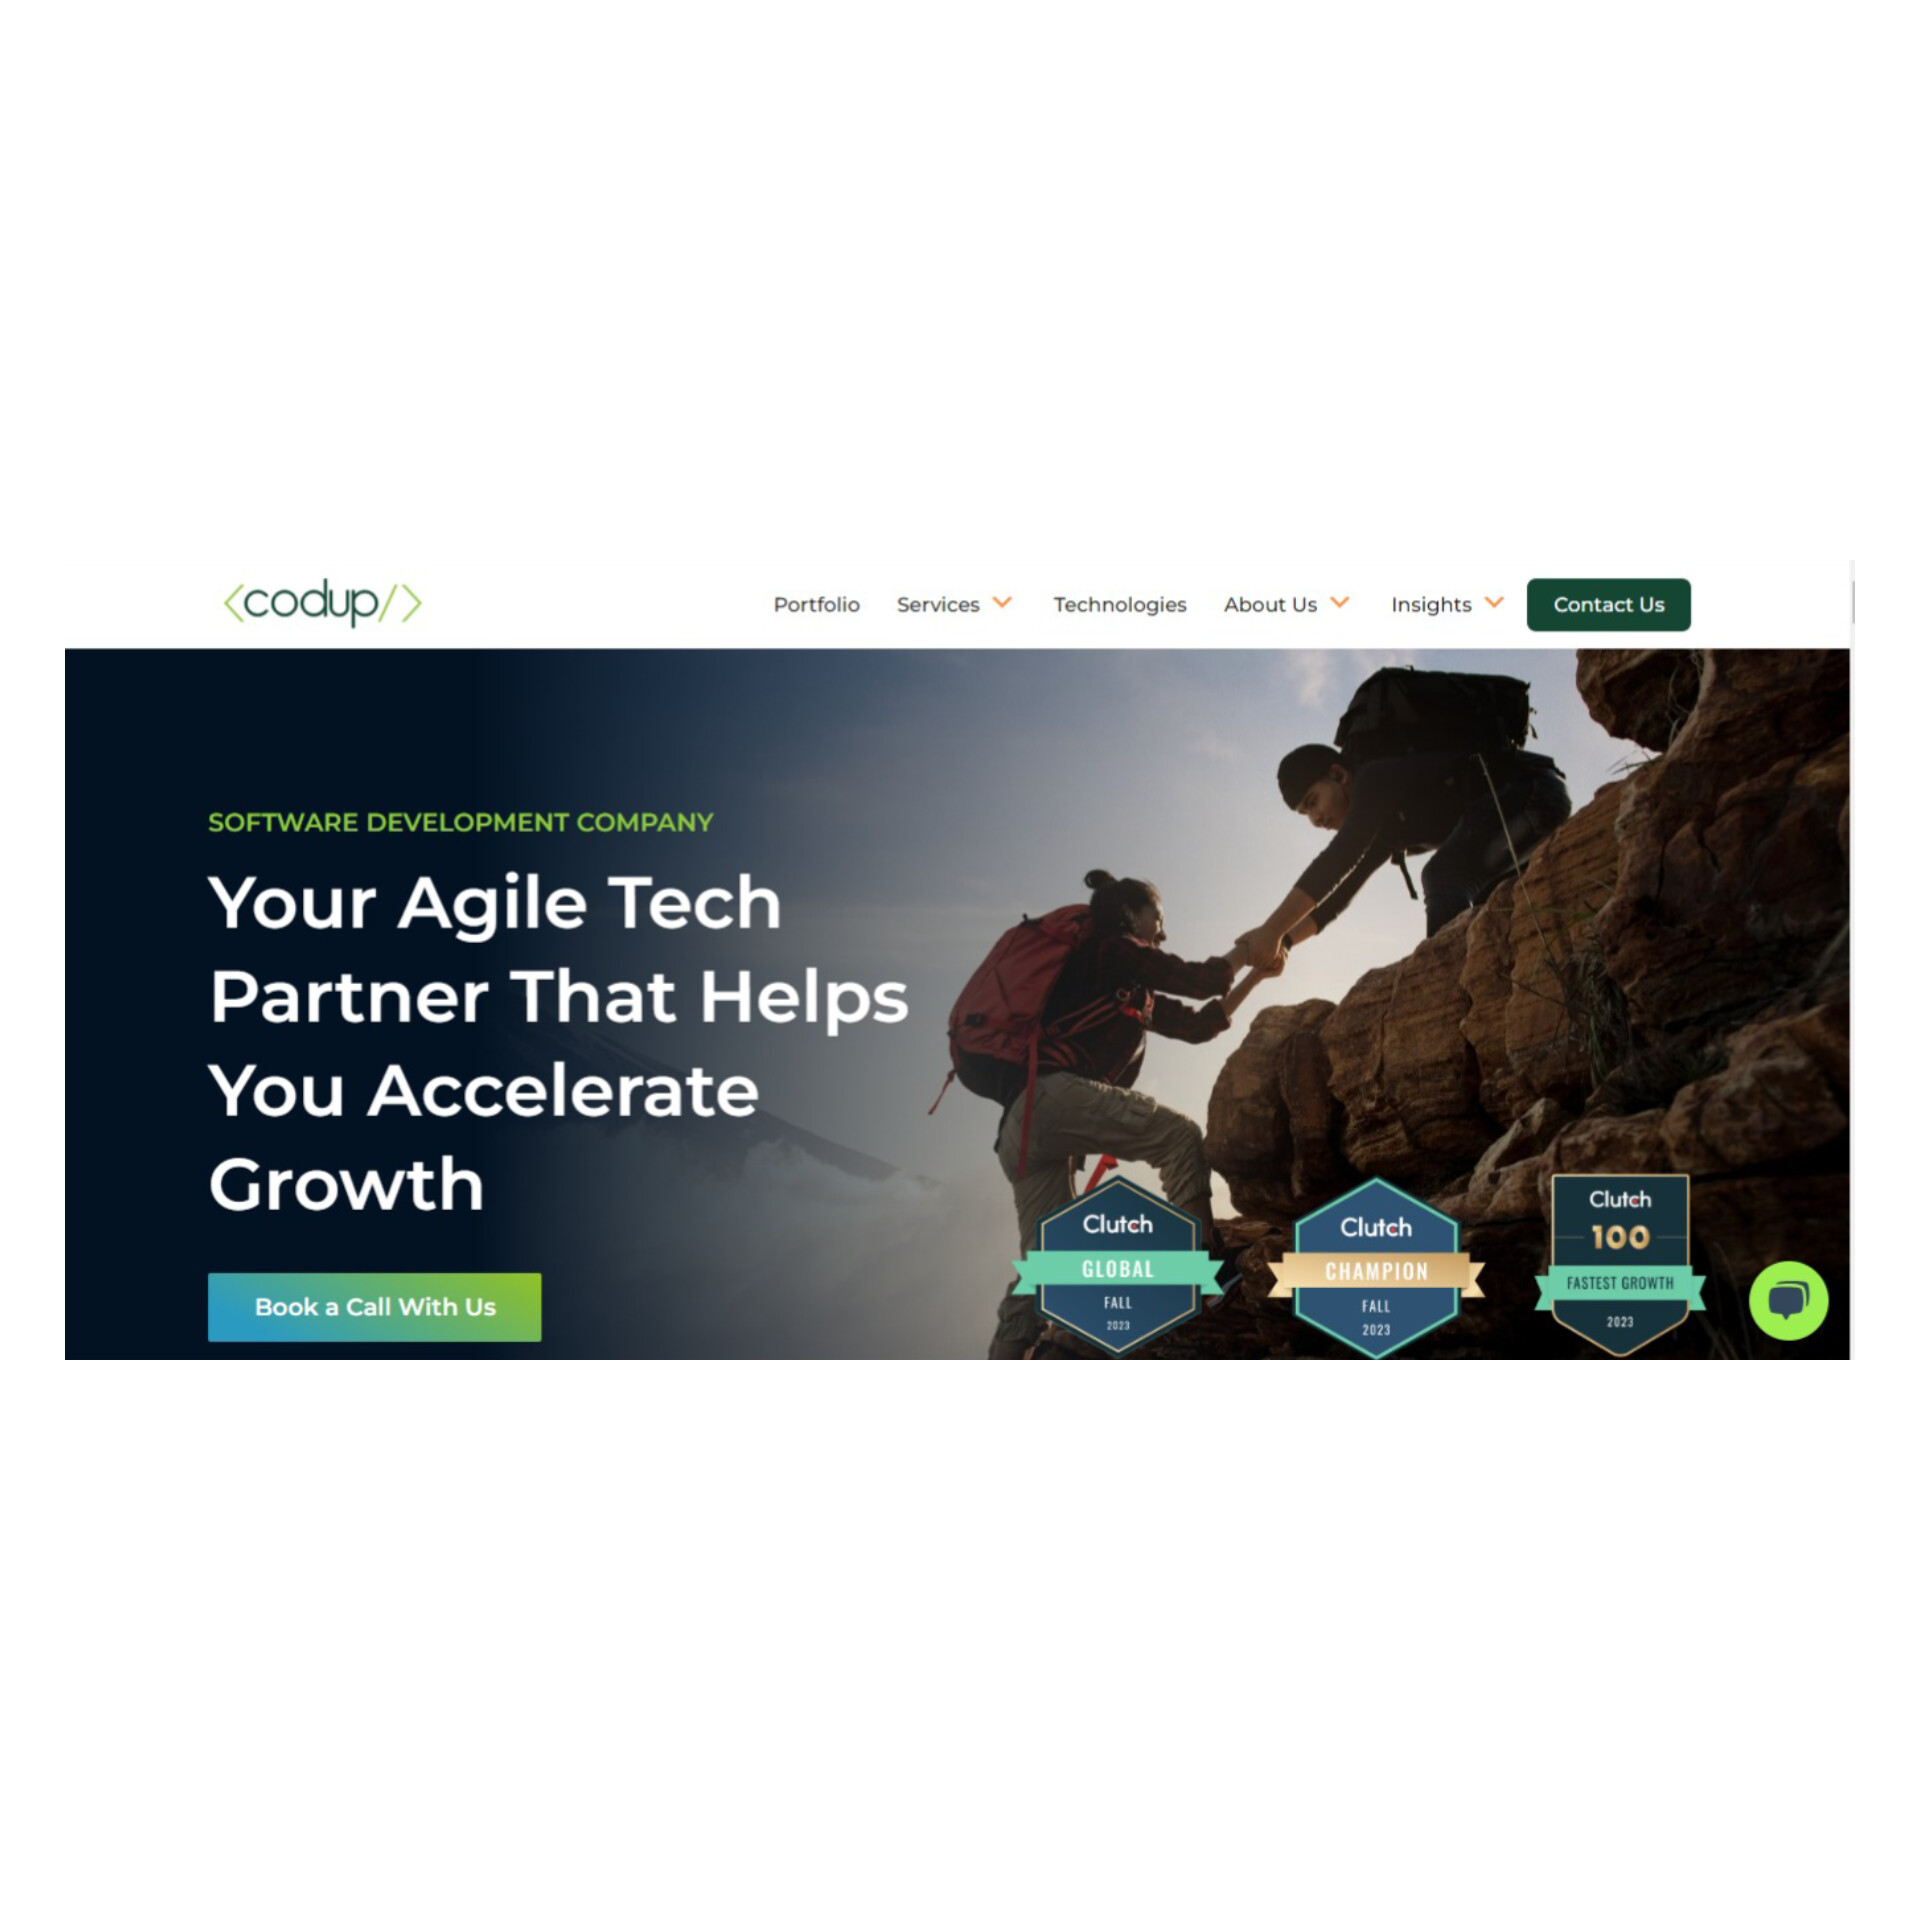 <codup/>
Portfolio Services Technologies About Us Insights Contact Us
SOFTWARE DEVELOPMENT COMPANY
Your Agile Tech
Partner That Helps
You Accelerate
Growth
Book a Call With Us
Clutch
GLOBAL
FALL
2023
Clutch
CHAMPION
FALL
2023
Clutch
100
FASTEST GROWTH
2023